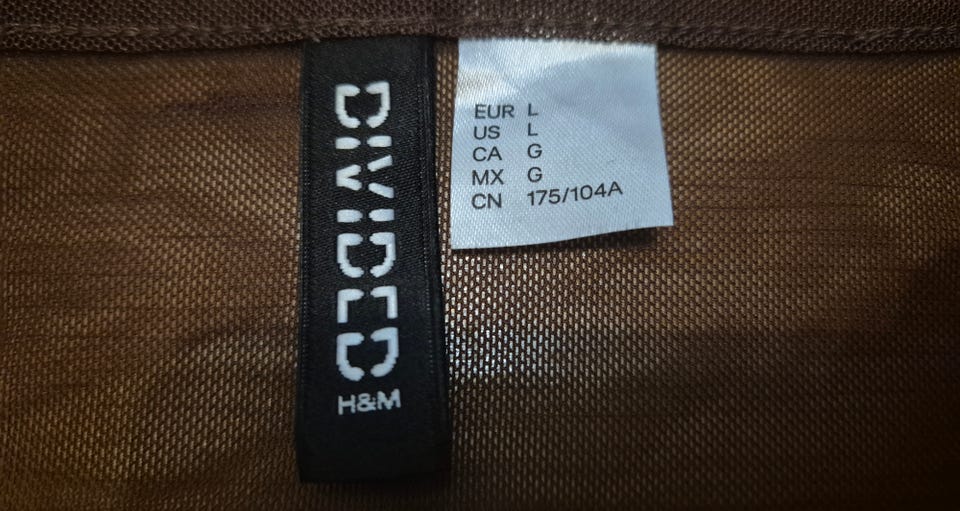 DIVIDED
H&M
EUR L
US L
CA G
MX G
CN 175/104A